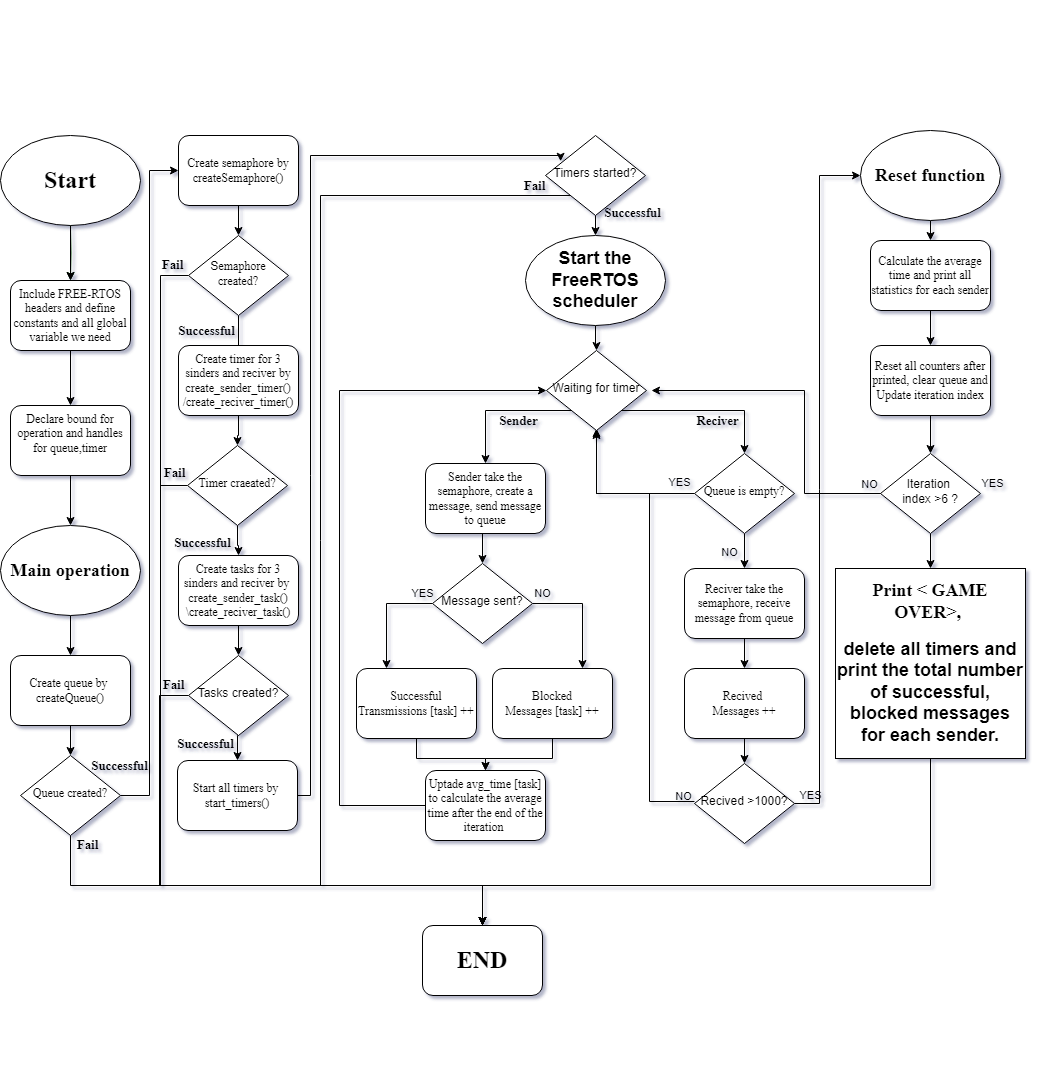 Start
Include FREE-RTOS
headers and define
constants and all global
variable we need
Declare bound for
operation and handles
for queue,timer
Main operation
Create queue by
createQueue()
Successful
Queue created?
Fail
Create semaphore by
createSemaphore()
Fail
Semaphore
created?
Successful
Create timer for 3
sinders and reciver by
create_sender_timer()
/create_reciver_timer()
Fail
Timer craeated?
Successful
Create tasks for 3
sinders and reciver by
create_sender_task()
\create_reciver_task()
Fail
Tasks created?
Successful
Start all timers by
start_timers()
Timers started?
Fail
Successful
Start the
FreeRTOS
scheduler
Waiting for timer
Sender
Reciver
Sender take the
semaphore, create a
message, send message
to queue
YES
Message sent?
NO
Successful
Transmissions [task] ++
Blocked
Messages [task] ++
Uptade avg_time [task]
to calculate the average
time after the end of the
iteration
YES
Queue is empty?
NO
Reciver take the
semaphore, receive
message from queue
Recived
Messages ++
NO
Recived >1000?
YES
Reset function
Calculate the average
time and print all
statistics for each sender
Reset all counters after
printed, clear queue and
Update iteration index
NO
Iteration
index >6 ?
YES
Print < GAME
OVER>,
delete all timers and
print the total number
of successful,
blocked messages
for each sender.
END